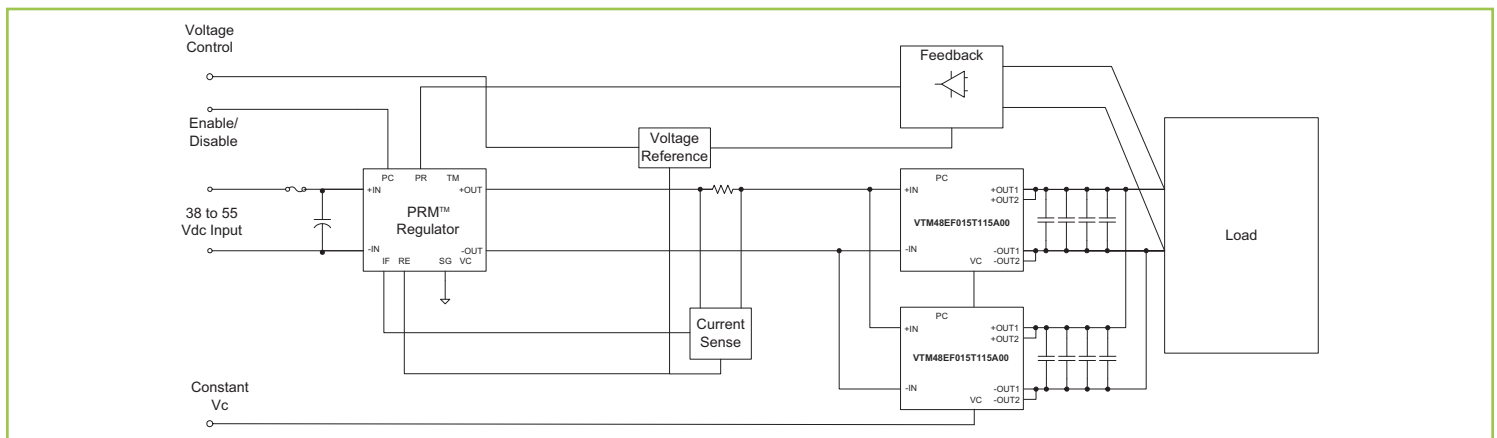 Voltage
Control
Enable/
Disable
38 to 55
Vdc Input
Constant
Vc
PC PR TM
+IN +OUT
PRM™
Regulator
-IN -OUT
IF RE SG VC
Voltage
Reference
Current
Sense
Feedback
PC
+IN +OUT1
+OUT2
VTM48EF015T115A00
-IN -OUT1
-OUT2
VC
PC
+IN +OUT1
+OUT2
VTM48EF015T115A00
-IN -OUT1
VC -OUT2
Load